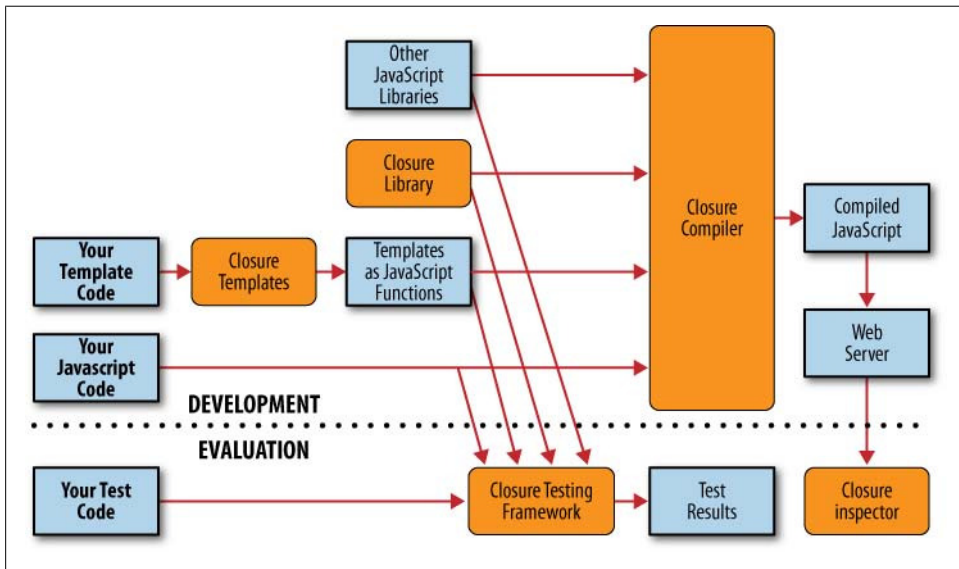 Other
JavaScript
Libraries
Closure
Library
Closure
Compiler
Compiled
JavaScript
Your
Template
Code
Closure
Templates
Templates
as JavaScript
Functions
Web
Server
Your
Javascript
Code
DEVELOPMENT
EVALUATION
Your Test
Code
Closure Testing
Framework
Test
Results
Closure
inspector